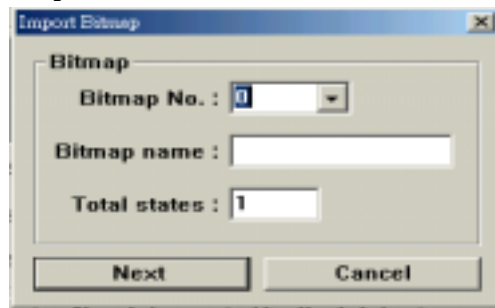 Import Bitmap
Bitmap
Bitmap No. : 0
Bitmap name :
Total states : 1
Next Cancel